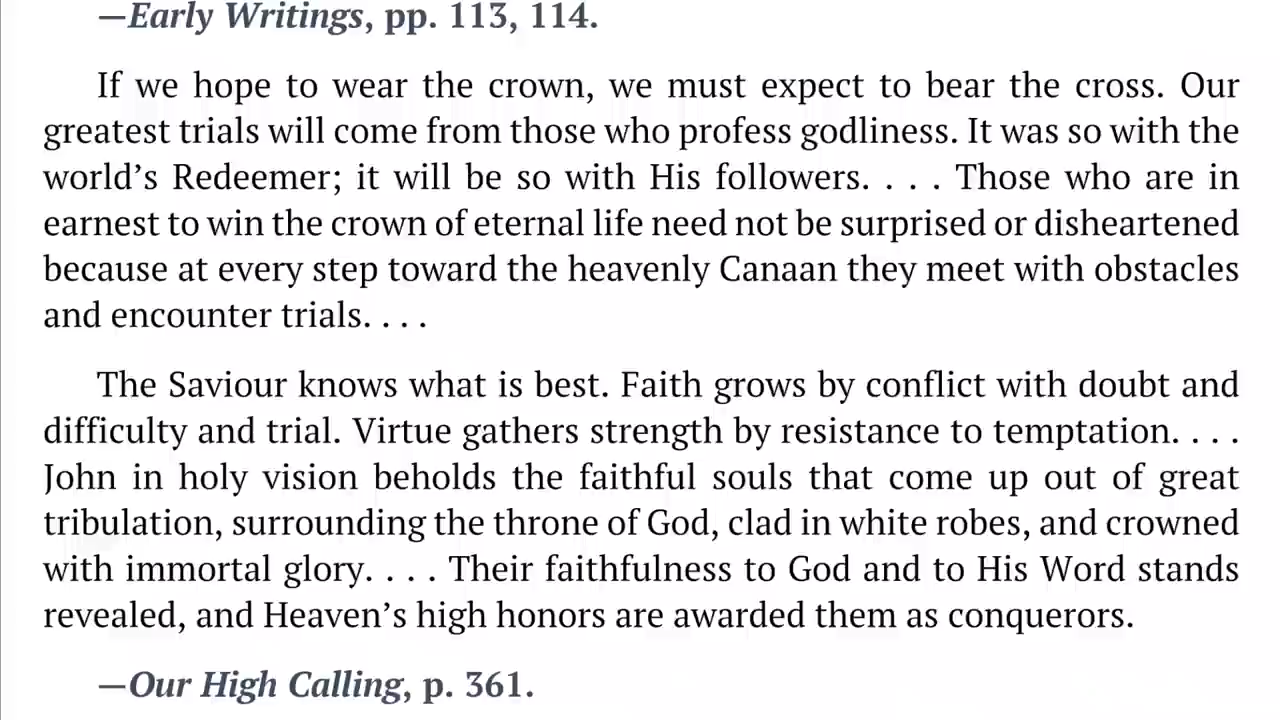 —Early Writings, pp. 113, 114.
If we hope to wear the crown, we must expect to bear the cross. Our
greatest trials will come from those who profess godliness. It was so with the
world’s Redeemer; it will be so with His followers. . . . Those who are in
earnest to win the crown of eternal life need not be surprised or disheartened
because at every step toward the heavenly Canaan they meet with obstacles
and encounter trials. . . .
The Saviour knows what is best. Faith grows by conflict with doubt and
difficulty and trial. Virtue gathers strength by resistance to temptation. . . .
John in holy vision beholds the faithful souls that come up out of great
tribulation, surrounding the throne of God, clad in white robes, and crowned
with immortal glory. . . . Their faithfulness to God and to His Word stands
revealed, and Heaven’s high honors are awarded them as conquerors.
—Our High Calling, p. 361.